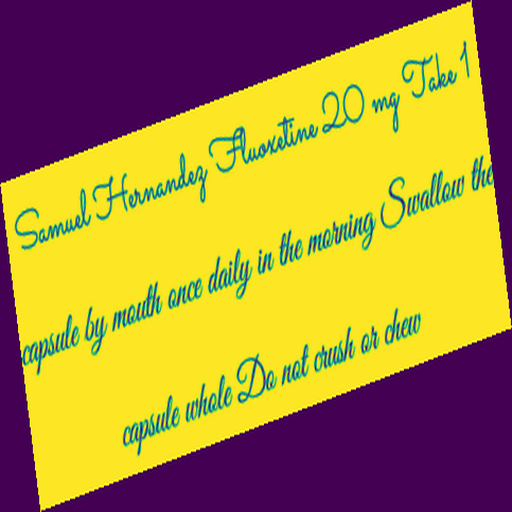 Samuel Hernandez Fluoxetine 20 mg Take 1
capsule by mouth once daily in the morning Swallow the
capsule whole Do not crush or chew